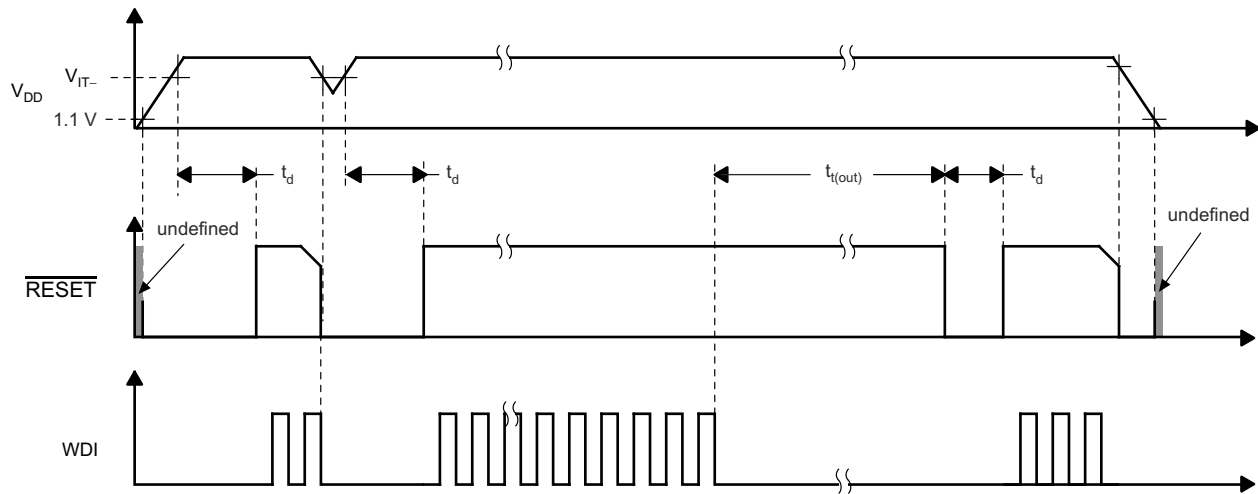 V_IT–
V_DD
1.1 V
t_d
t_d
t_t(out)
t_d
undefined
undefined
RESET
WDI